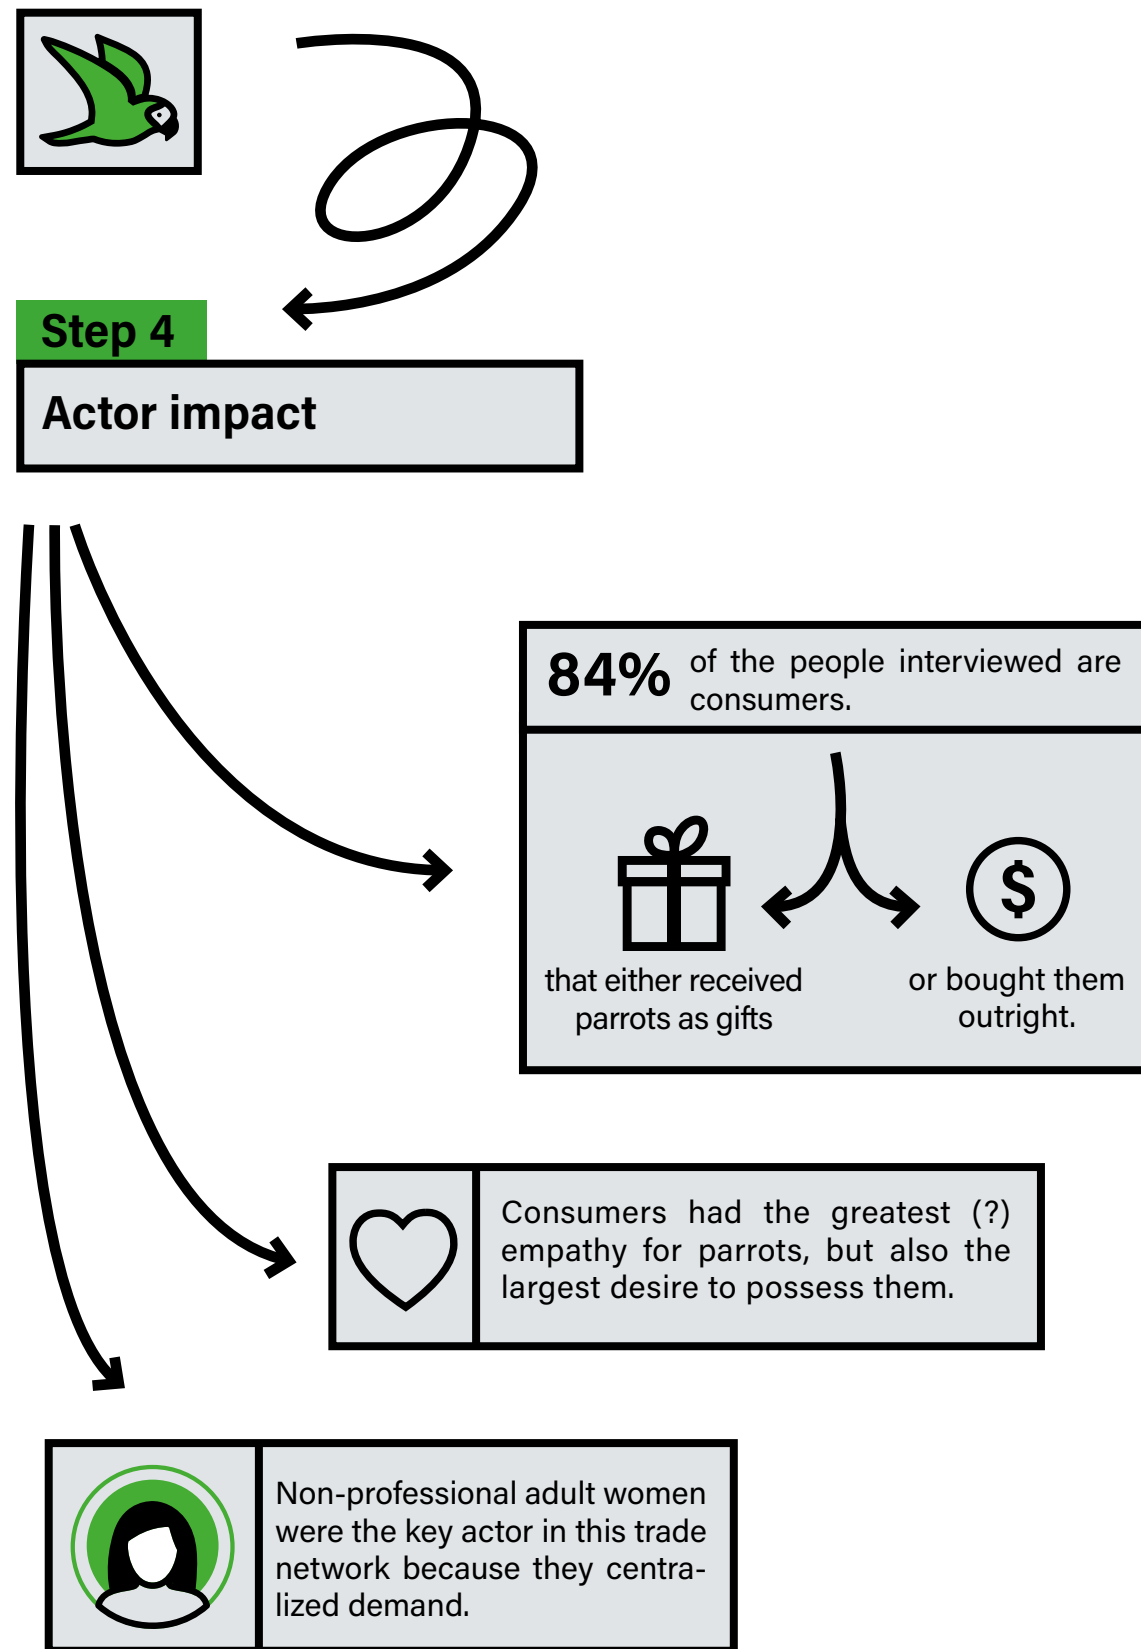 Step 4
Actor impact
84%
of the people interviewed are
consumers.
$
that either received
parrots as gifts
or bought them
outright.
Consumers had the greatest (?)
empathy for parrots, but also the
largest desire to possess them.
Non-professional adult women
were the key actor in this trade
network because they centra-
lized demand.